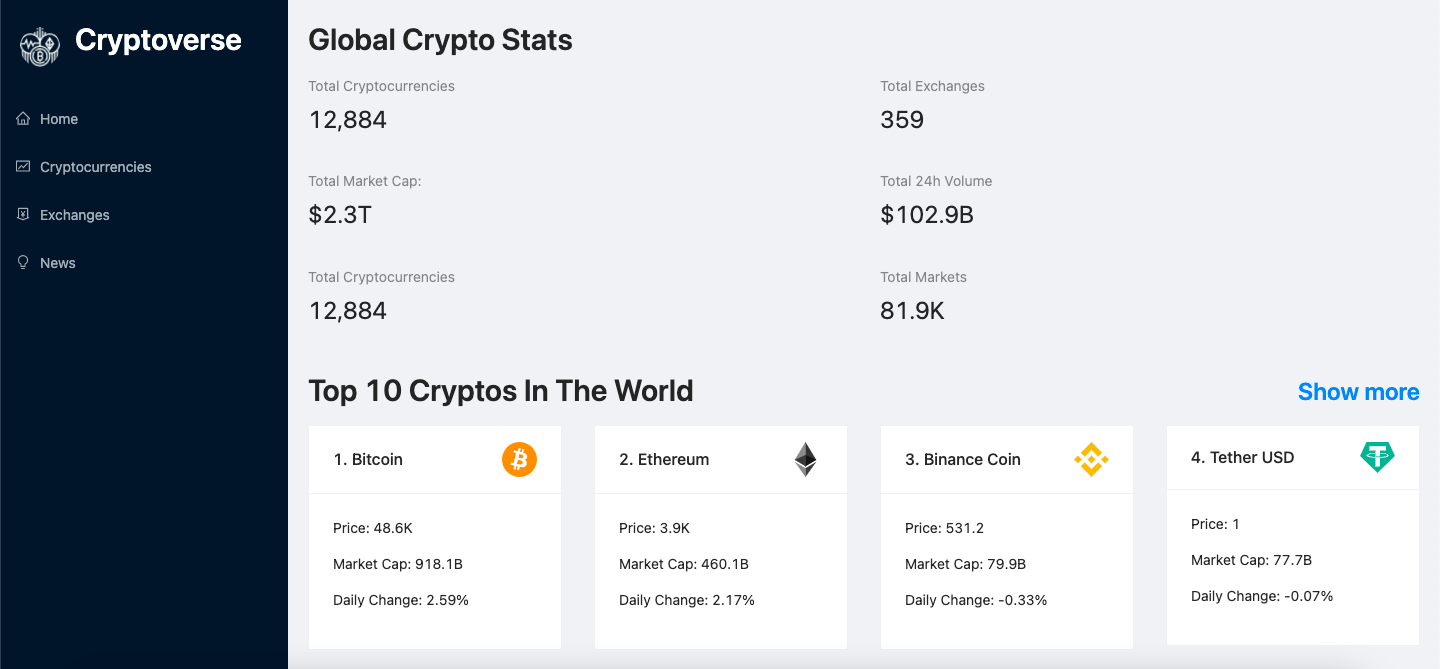 Cryptoverse
Home
Cryptocurrencies
Exchanges
News
Global Crypto Stats
Total Cryptocurrencies
12,884
Total Exchanges
359
Total Market Cap:
$2.3T
Total 24h Volume
$102.9B
Total Cryptocurrencies
12,884
Total Markets
81.9K
Top 10 Cryptos In The World
Show more
1. Bitcoin
Price: 48.6K
Market Cap: 918.1B
Daily Change: 2.59%
2. Ethereum
Price: 3.9K
Market Cap: 460.1B
Daily Change: 2.17%
3. Binance Coin
Price: 531.2
Market Cap: 79.9B
Daily Change: -0.33%
4. Tether USD
Price: 1
Market Cap: 77.7B
Daily Change: -0.07%